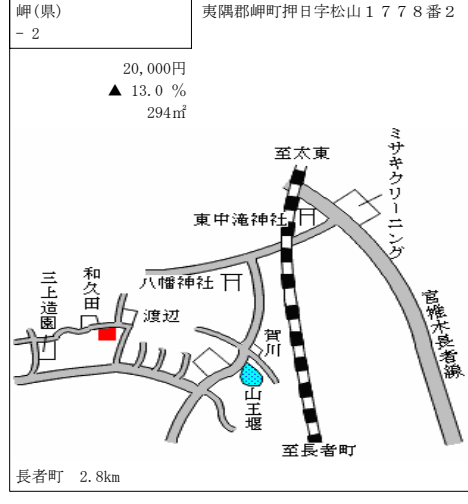 岬(県)
- 2
夷隅郡岬町押日字松山1778番2
20,000円
▲ 13.0 %
294㎡
至太東
ミサキクリーニング
東中滝神社
八幡神社
三上造園
和久田
渡辺
賀川
官推木長者線
山王堰
至長者町
長者町 2.8km